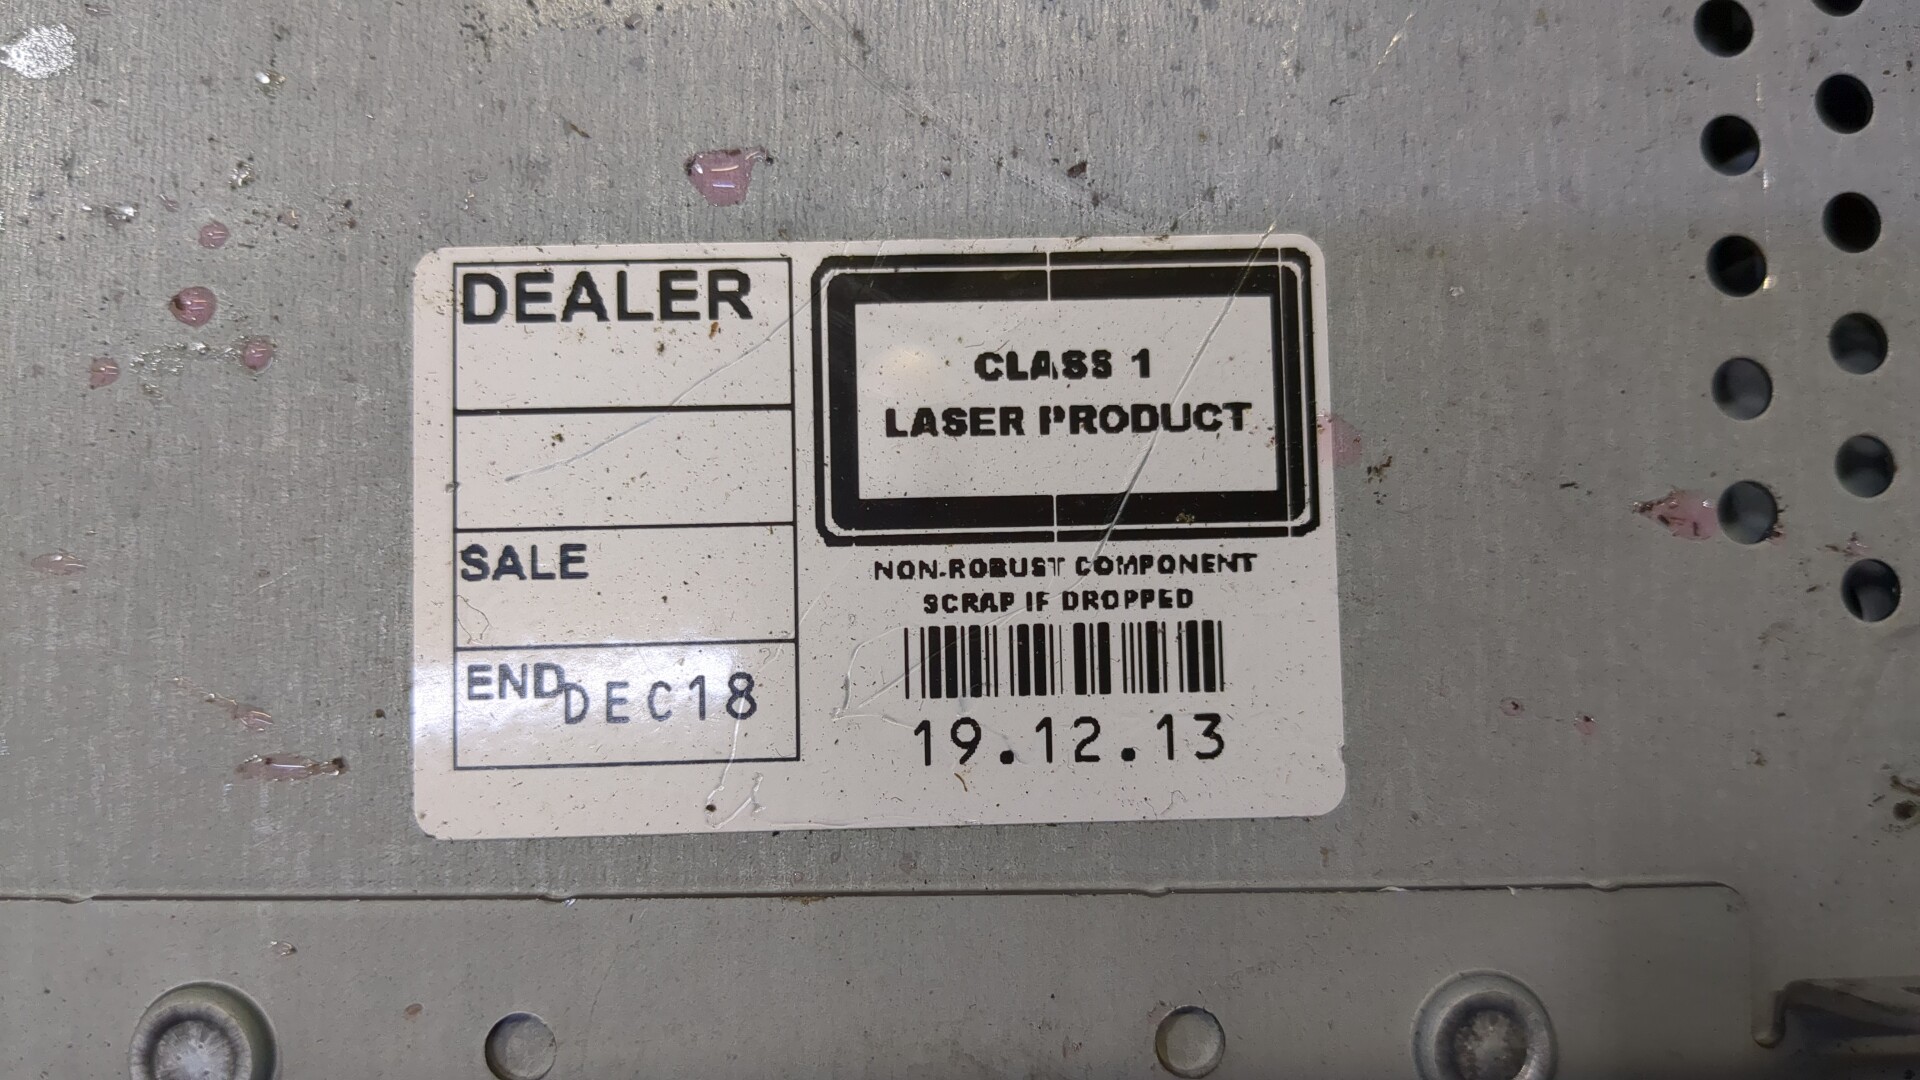 DEALER
SALE
END DEC18
CLASS 1
LASER PRODUCT
NON-ROBUST COMPONENT
SCRAP IF DROPPED
19.12.13